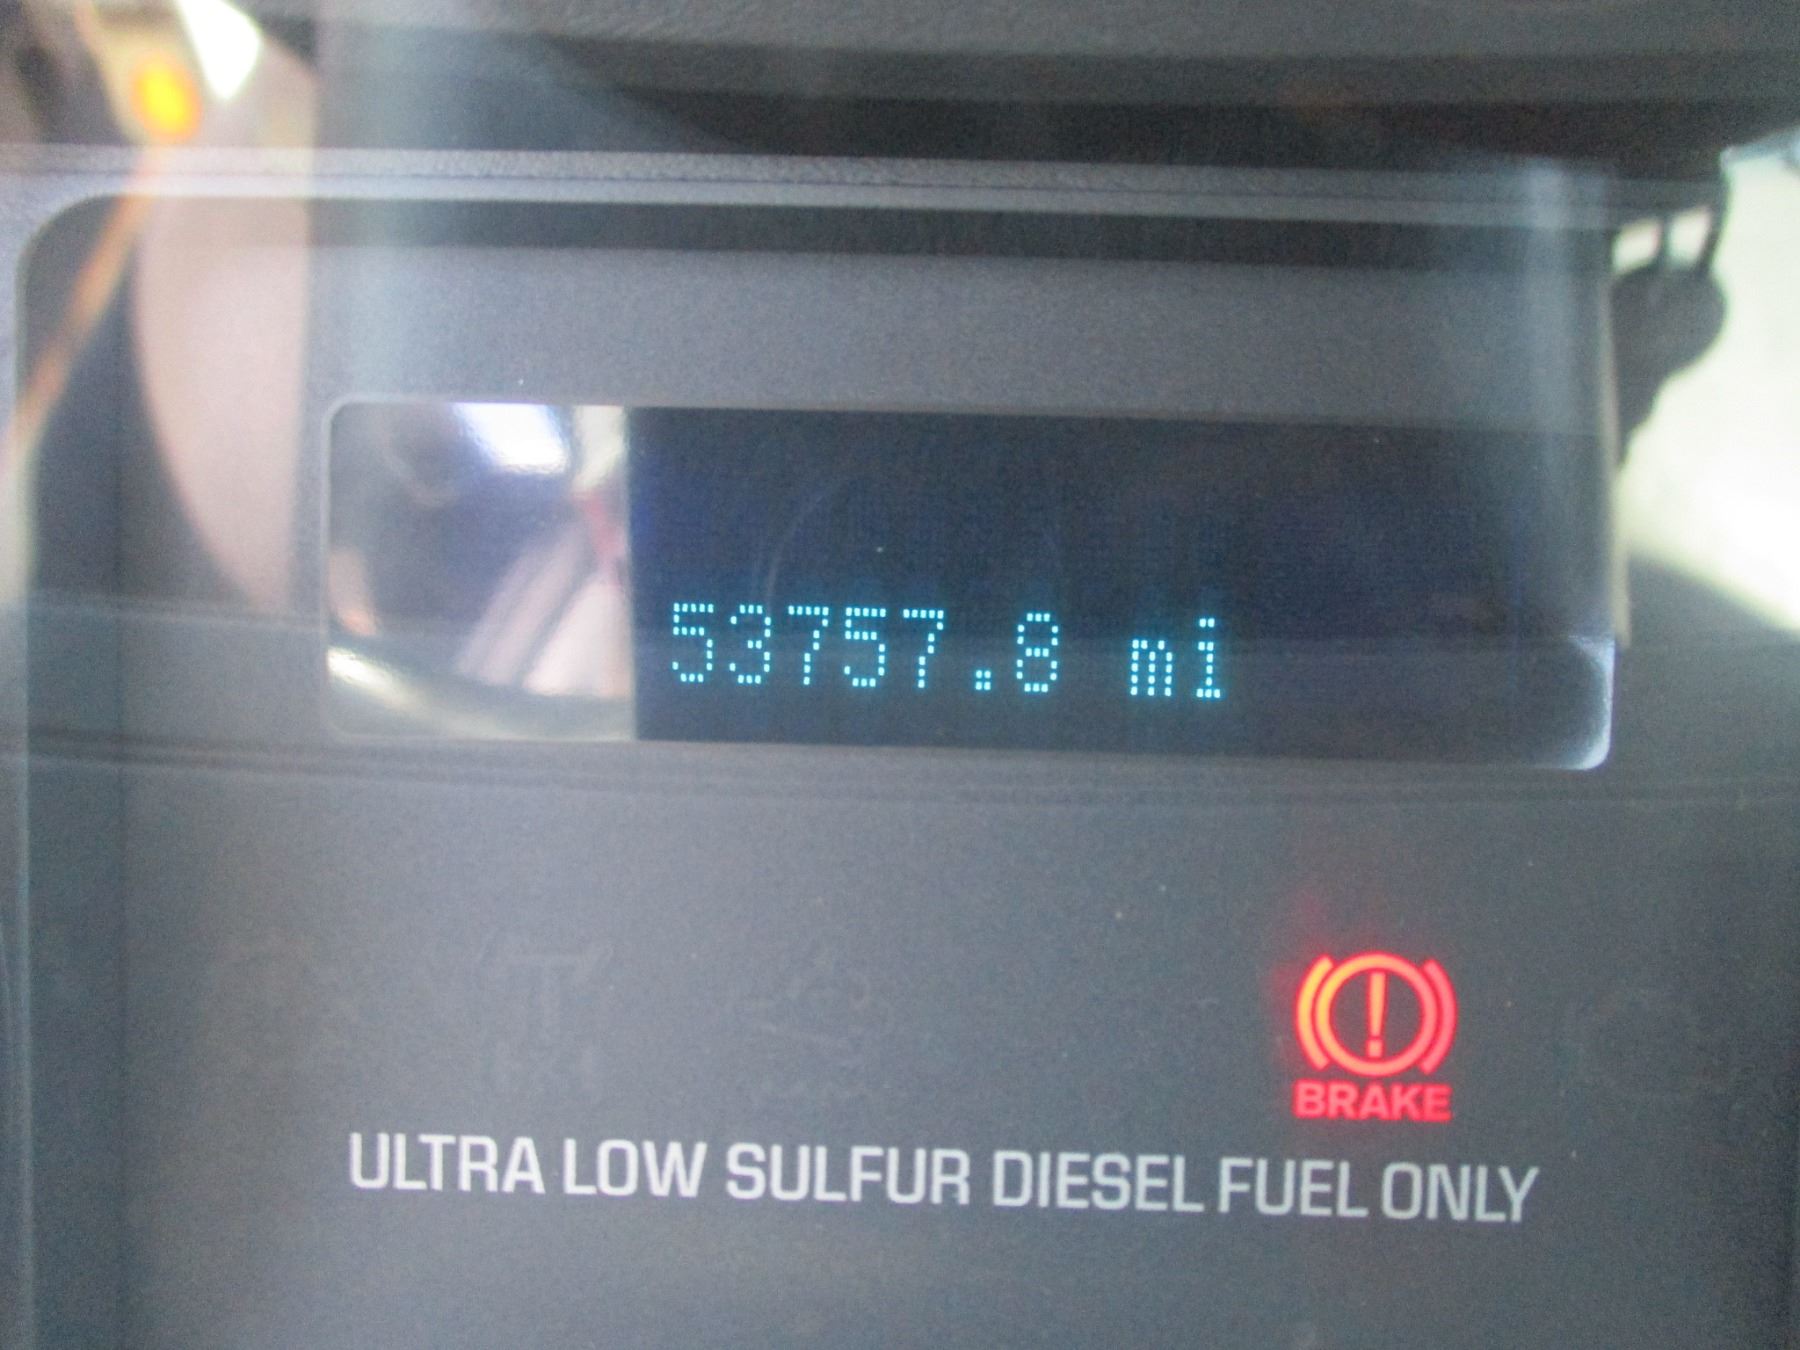 53757.8 mi
BRAKE
ULTRA LOW SULFUR DIESEL FUEL ONLY